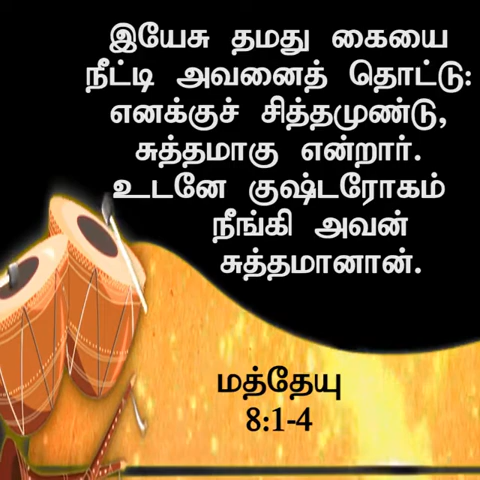 இயேசு தமது கையை
நீட்டி அவனைத் தொட்டு:
எனக்குச் சித்தமுண்டு,
சுத்தமாகு என்றார்.
உடனே குஷ்டரோகம்
நீங்கி அவன்
சுத்தமானான்.
மத்தேயு
8:1-4